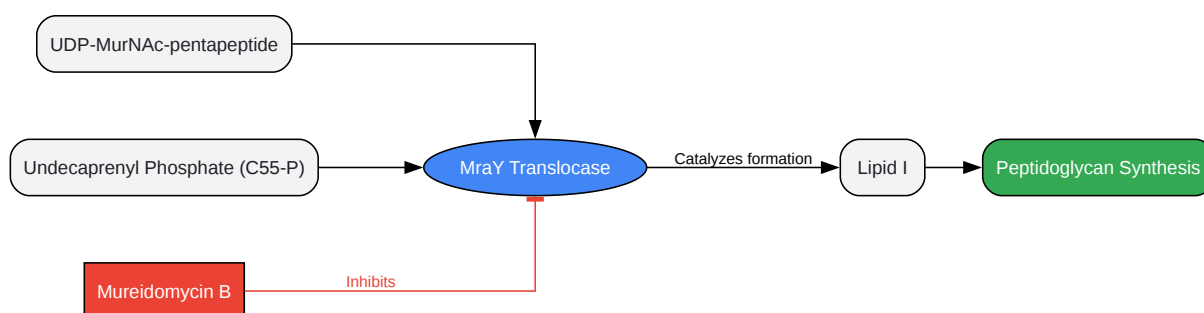 UDP-MurNAc-pentapeptide
Undecaprenyl Phosphate (C55-P)
MraY Translocase
Catalyzes formation
Lipid I
Peptidoglycan Synthesis
Mureidomycin B
Inhibits